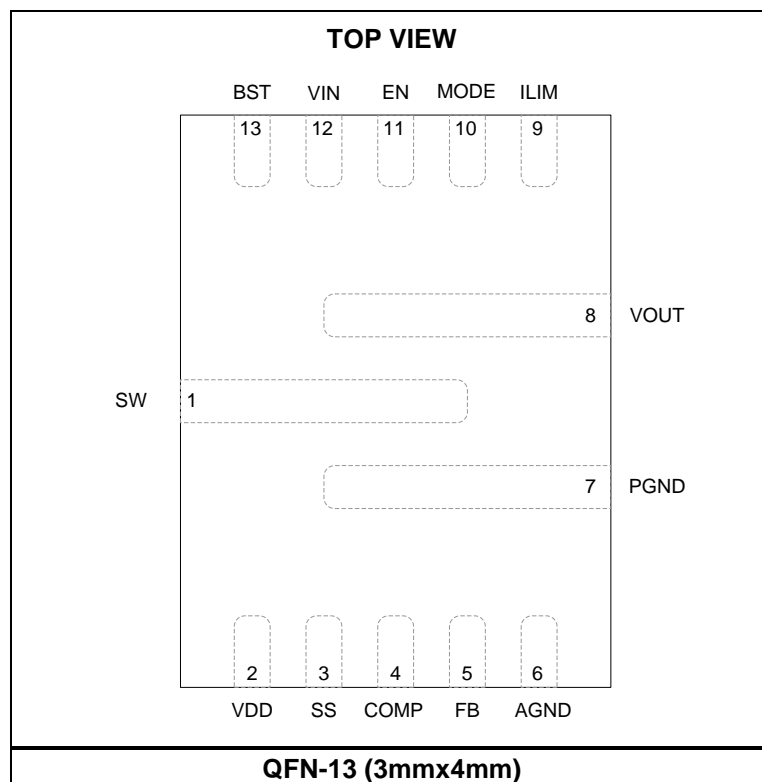 TOP VIEW
BST VIN EN MODE ILIM
13 12 11 10 9
8 VOUT
SW 1
7 PGND
2 3 4 5 6
VDD SS COMP FB AGND
QFN-13 (3mmx4mm)